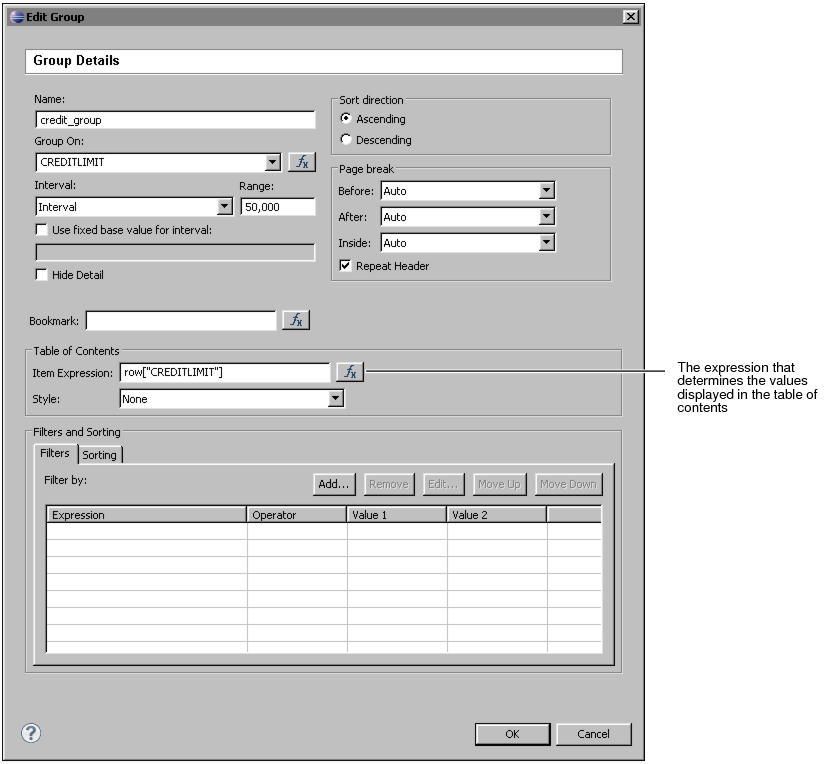 Edit Group
Group Details
Name:
credit_group
Group On:
CREDITLIMIT
fx
Interval:
Range:
Interval
50,000
Use fixed base value for interval:
Hide Detail
Sort direction
Ascending
Descending
Page break
Before: Auto
After: Auto
Inside: Auto
Repeat Header
Bookmark:
fx
Table of Contents
Item Expression: row["CREDITLIMIT"]
fx
Style: None
The expression that
determines the values
displayed in the table of
contents
Filters and Sorting
Filters Sorting
Filter by:
Add... Remove Edit... Move Up Move Down
Expression Operator Value 1 Value 2
?
OK Cancel